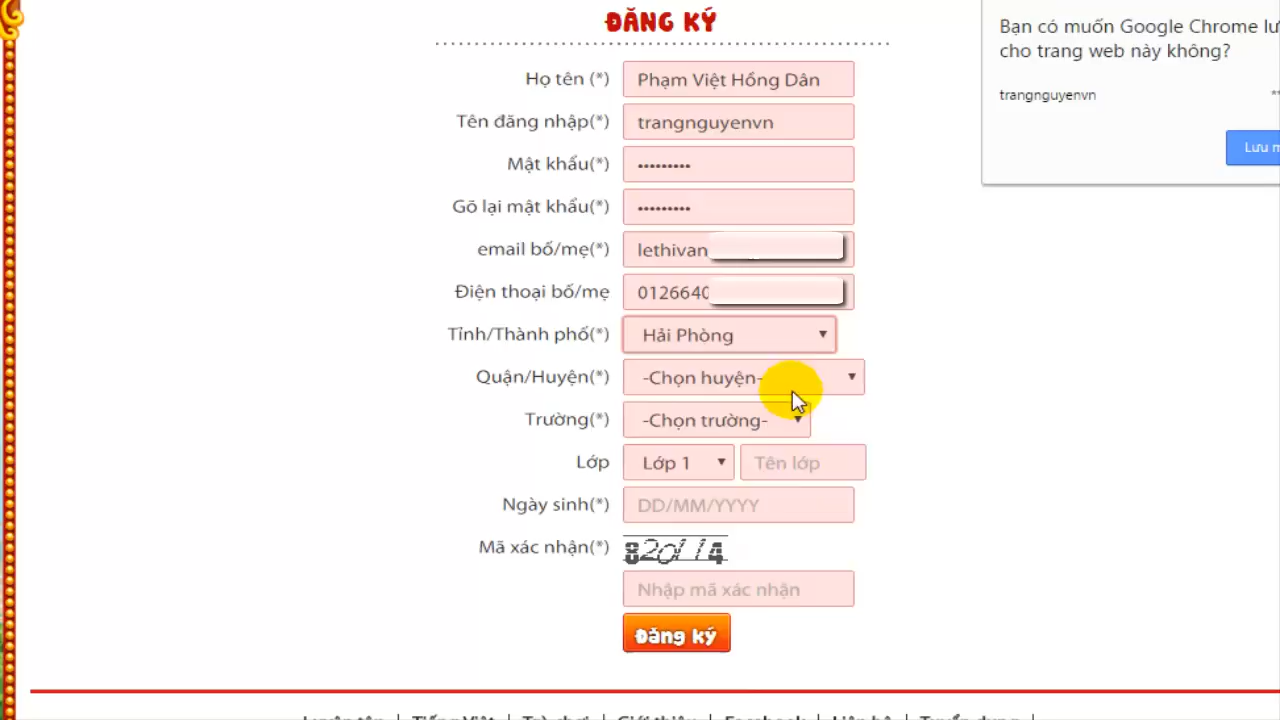 ĐĂNG KÝ
Họ tên (*) Phạm Việt Hồng Dân
Tên đăng nhập(*) trangnguyenvn
Mật khẩu(*) •••••••••
Gõ lại mật khẩu(*) •••••••••
email bố/mẹ(*) lethivan
Điện thoại bố/mẹ 0126640
Tỉnh/Thành phố(*) Hải Phòng
Quận/Huyện(*) -Chọn huyện-
Trường(*) -Chọn trường-
Lớp Lớp 1 Tên lớp
Ngày sinh(*) DD/MM/YYYY
Mã xác nhận(*)
Nhập mã xác nhận
Đăng ký
Bạn có muốn Google Chrome lư
cho trang web này không?
trangnguyenvn **
Lưu m